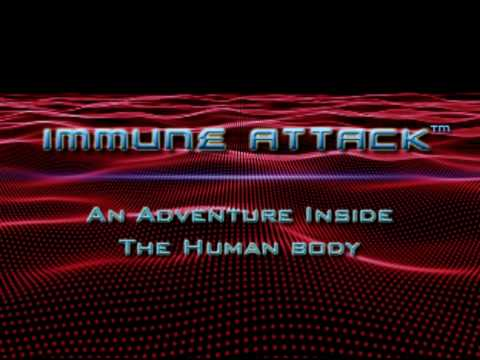 IMMUNE ATTACK™
An Adventure Inside
The Human body